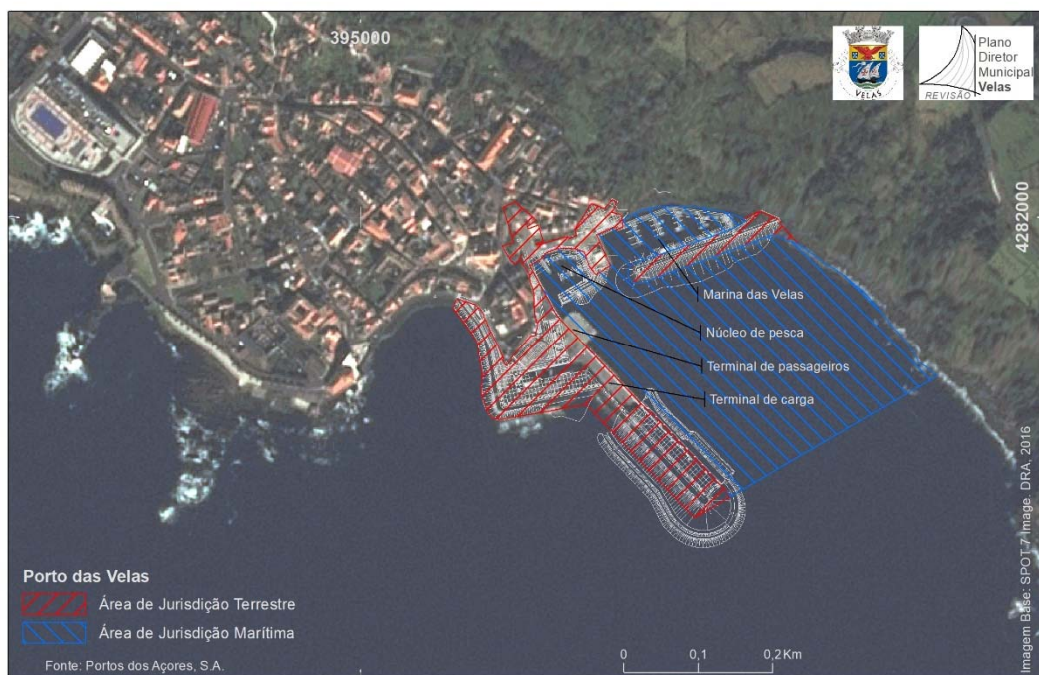 395000
VELAS
Plano
Diretor
Municipal
Velas
REVISÃO
4282000
Marina das Velas
Núcleo de pesca
Terminal de passageiros
Terminal de carga
Porto das Velas
Área de Jurisdição Terrestre
Área de Jurisdição Marítima
Fonte: Portos dos Açores, S.A.
0 0,1 0,2Km
Imagem Base: SPOT 7 Image. DRA, 2016